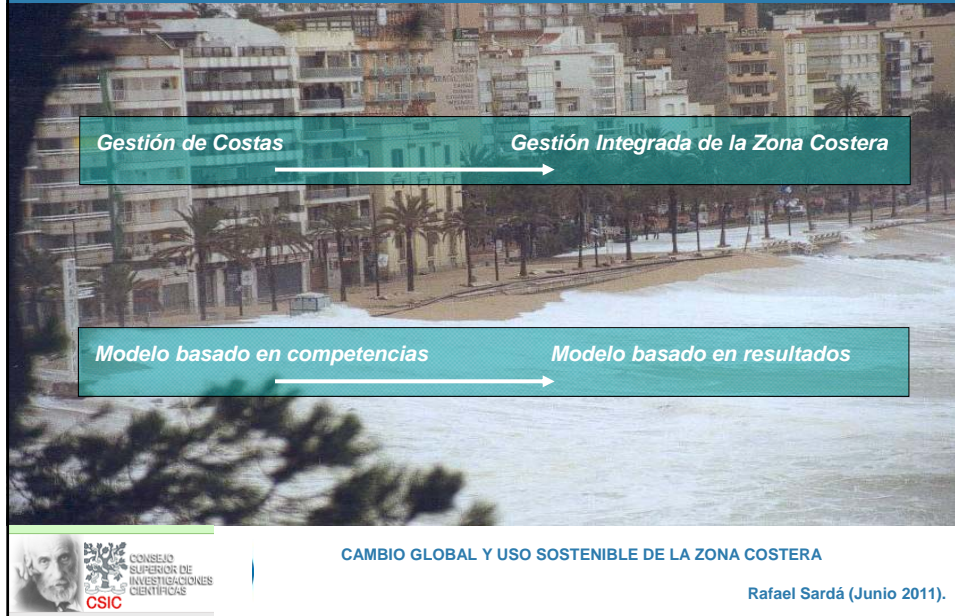 Gestión de Costas
Gestión Integrada de la Zona Costera
Modelo basado en competencias
Modelo basado en resultados
CONSEJO
SUPERIOR DE
INVESTIGACIONES
CIENTÍFICAS
CSIC
CAMBIO GLOBAL Y USO SOSTENIBLE DE LA ZONA COSTERA
Rafael Sardá (Junio 2011).